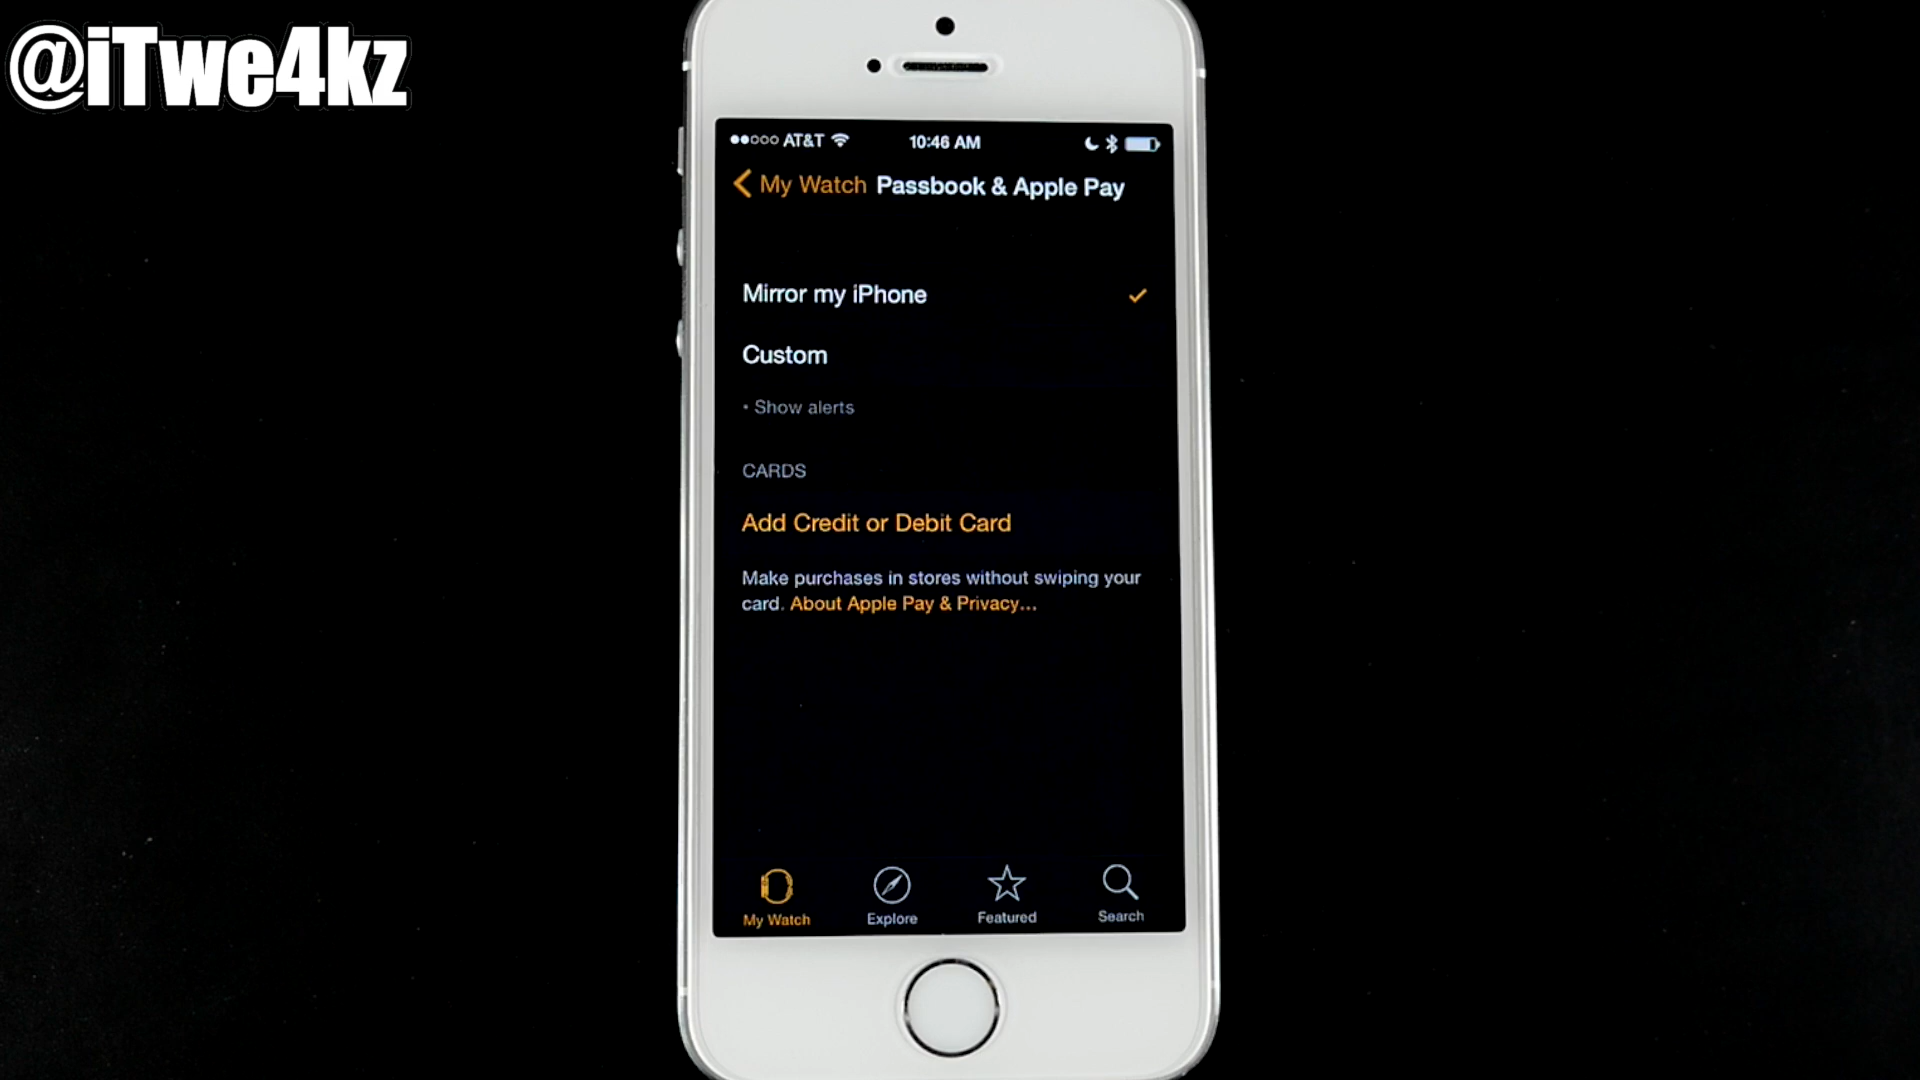 @iTwe4kz
AT&T 10:46 AM
My Watch Passbook & Apple Pay
Mirror my iPhone
Custom
• Show alerts
CARDS
Add Credit or Debit Card
Make purchases in stores without swiping your
card. About Apple Pay & Privacy...
My Watch Explore Featured Search